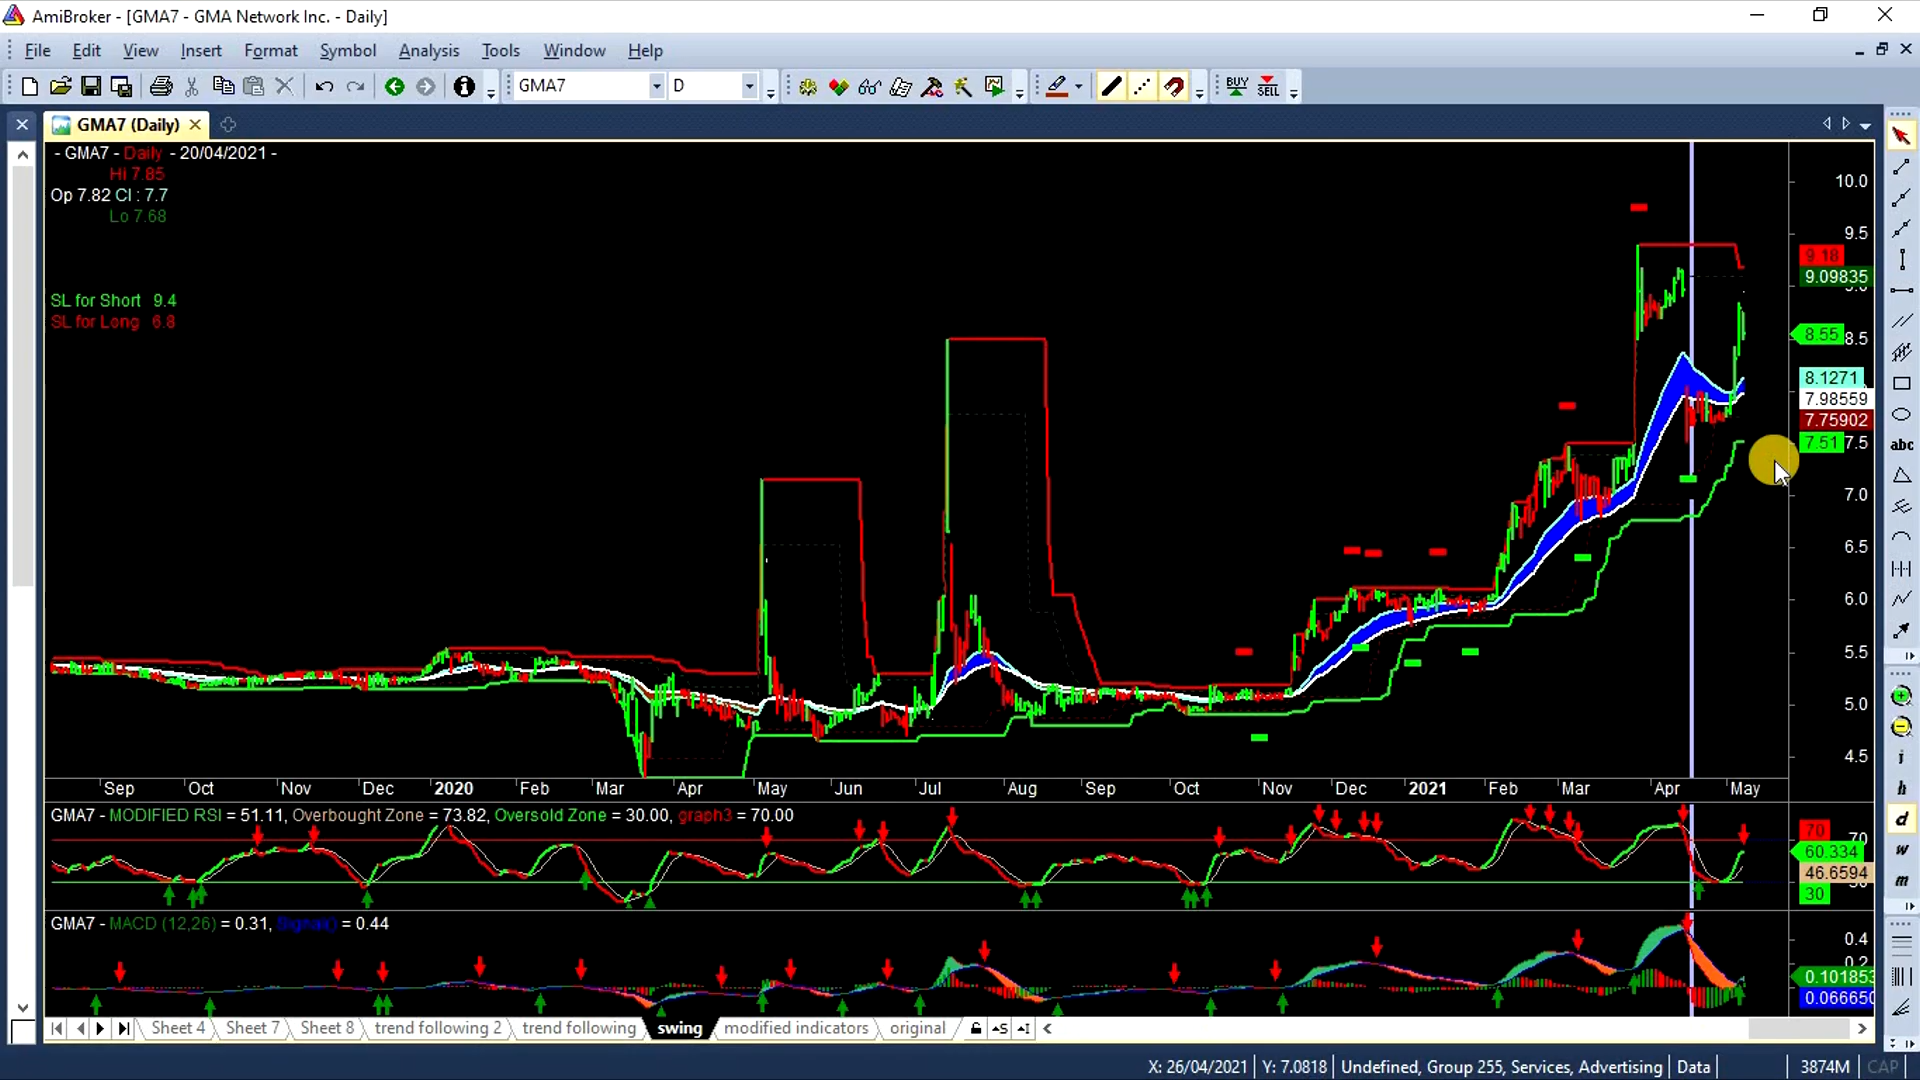 AmiBroker - [GMA7 - GMA Network Inc. - Daily]
File Edit View Insert Format Symbol Analysis Tools Window Help
GMA7 D BUY SELL
GMA7 (Daily)
- GMA7 - Daily - 20/04/2021 -
Hi 7.85
Op 7.82 Cl : 7.7
Lo 7.68
SL for Short 9.4
SL for Long 6.8
10.0
9.5
9.18
9.09835
8.55 8.5
8.1271
7.98559
7.75902
7.51 7.5
7.0
6.5
6.0
5.5
5.0
4.5
abc
Sep Oct Nov Dec 2020 Feb Mar Apr May Jun Jul Aug Sep Oct Nov Dec 2021 Feb Mar Apr May
GMA7 - MODIFIED RSI = 51.11, Overbought Zone = 73.82, Oversold Zone = 30.00, graph3 = 70.00
70 70
60.334
46.6594
30
i
h
d
w
m
GMA7 - MACD (12,26) = 0.31, Signal() = 0.44
0.4
0.2
0.101853
0.066650
Sheet 4 Sheet 7 Sheet 8 trend following 2 trend following swing modified indicators original
X: 26/04/2021 Y: 7.0818 Undefined, Group 255, Services, Advertising Data 3874M CAP